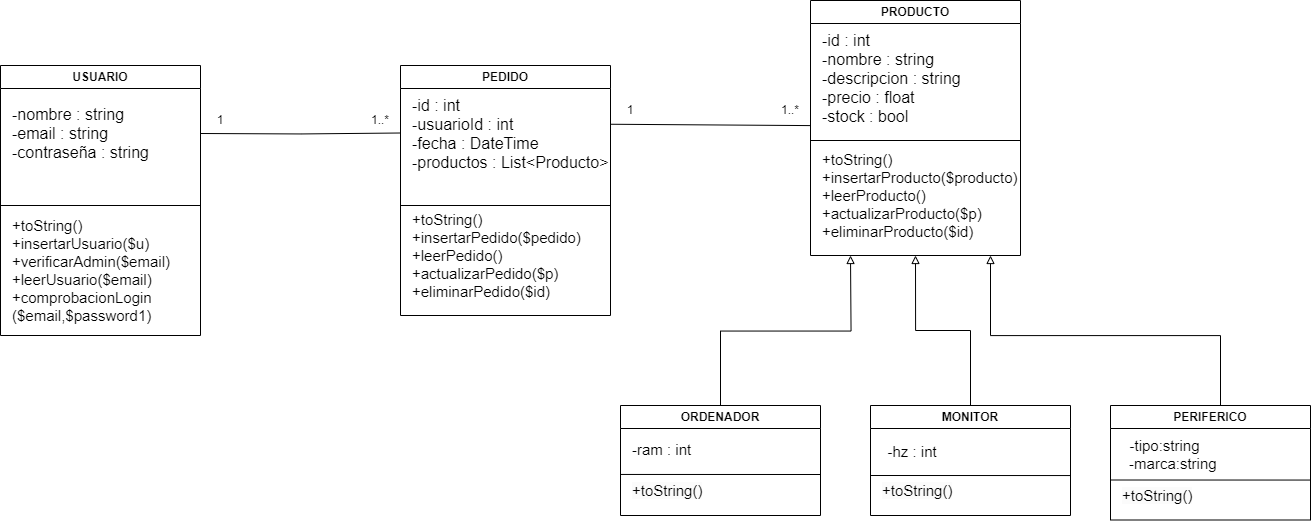 USUARIO
-nombre : string
-email : string
-contraseña : string
+toString()
+insertarUsuario($u)
+verificarAdmin($email)
+leerUsuario($email)
+comprobacionLogin
($email,$password1)
1
1..*
PEDIDO
-id : int
-usuarioId : int
-fecha : DateTime
-productos : List<Producto>
+toString()
+insertarPedido($pedido)
+leerPedido()
+actualizarPedido($p)
+eliminarPedido($id)
1
1..*
PRODUCTO
-id : int
-nombre : string
-descripcion : string
-precio : float
-stock : bool
+toString()
+insertarProducto($producto)
+leerProducto()
+actualizarProducto($p)
+eliminarProducto($id)
ORDENADOR
-ram : int
+toString()
MONITOR
-hz : int
+toString()
PERIFERICO
-tipo:string
-marca:string
+toString()